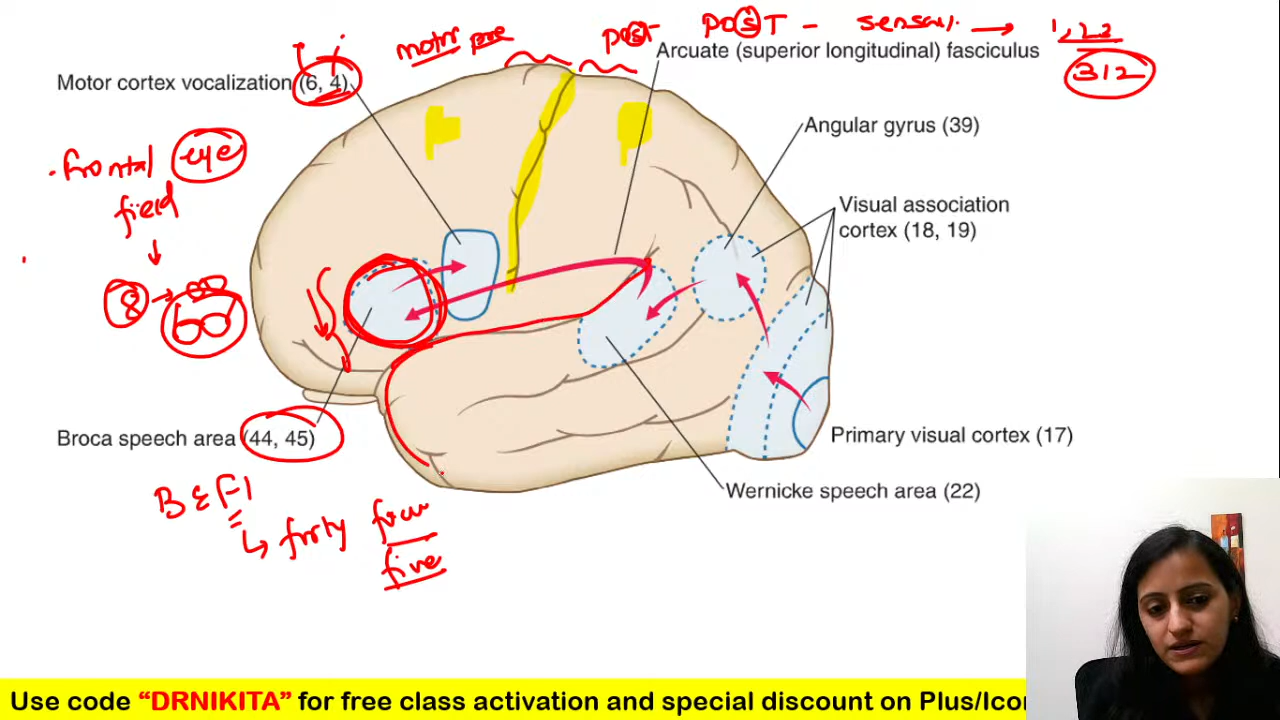 motor pre
post
POST - sensory → 1, 2, 3
312
Arcuate (superior longitudinal) fasciculus
Motor cortex vocalization (6, 4)
Angular gyrus (39)
. frontal eye
field
8
Visual association
cortex (18, 19)
Broca speech area (44, 45)
Primary visual cortex (17)
Wernicke speech area (22)
forty four
five
Use code “DRNIKITA” for free class activation and special discount on Plus/Icon